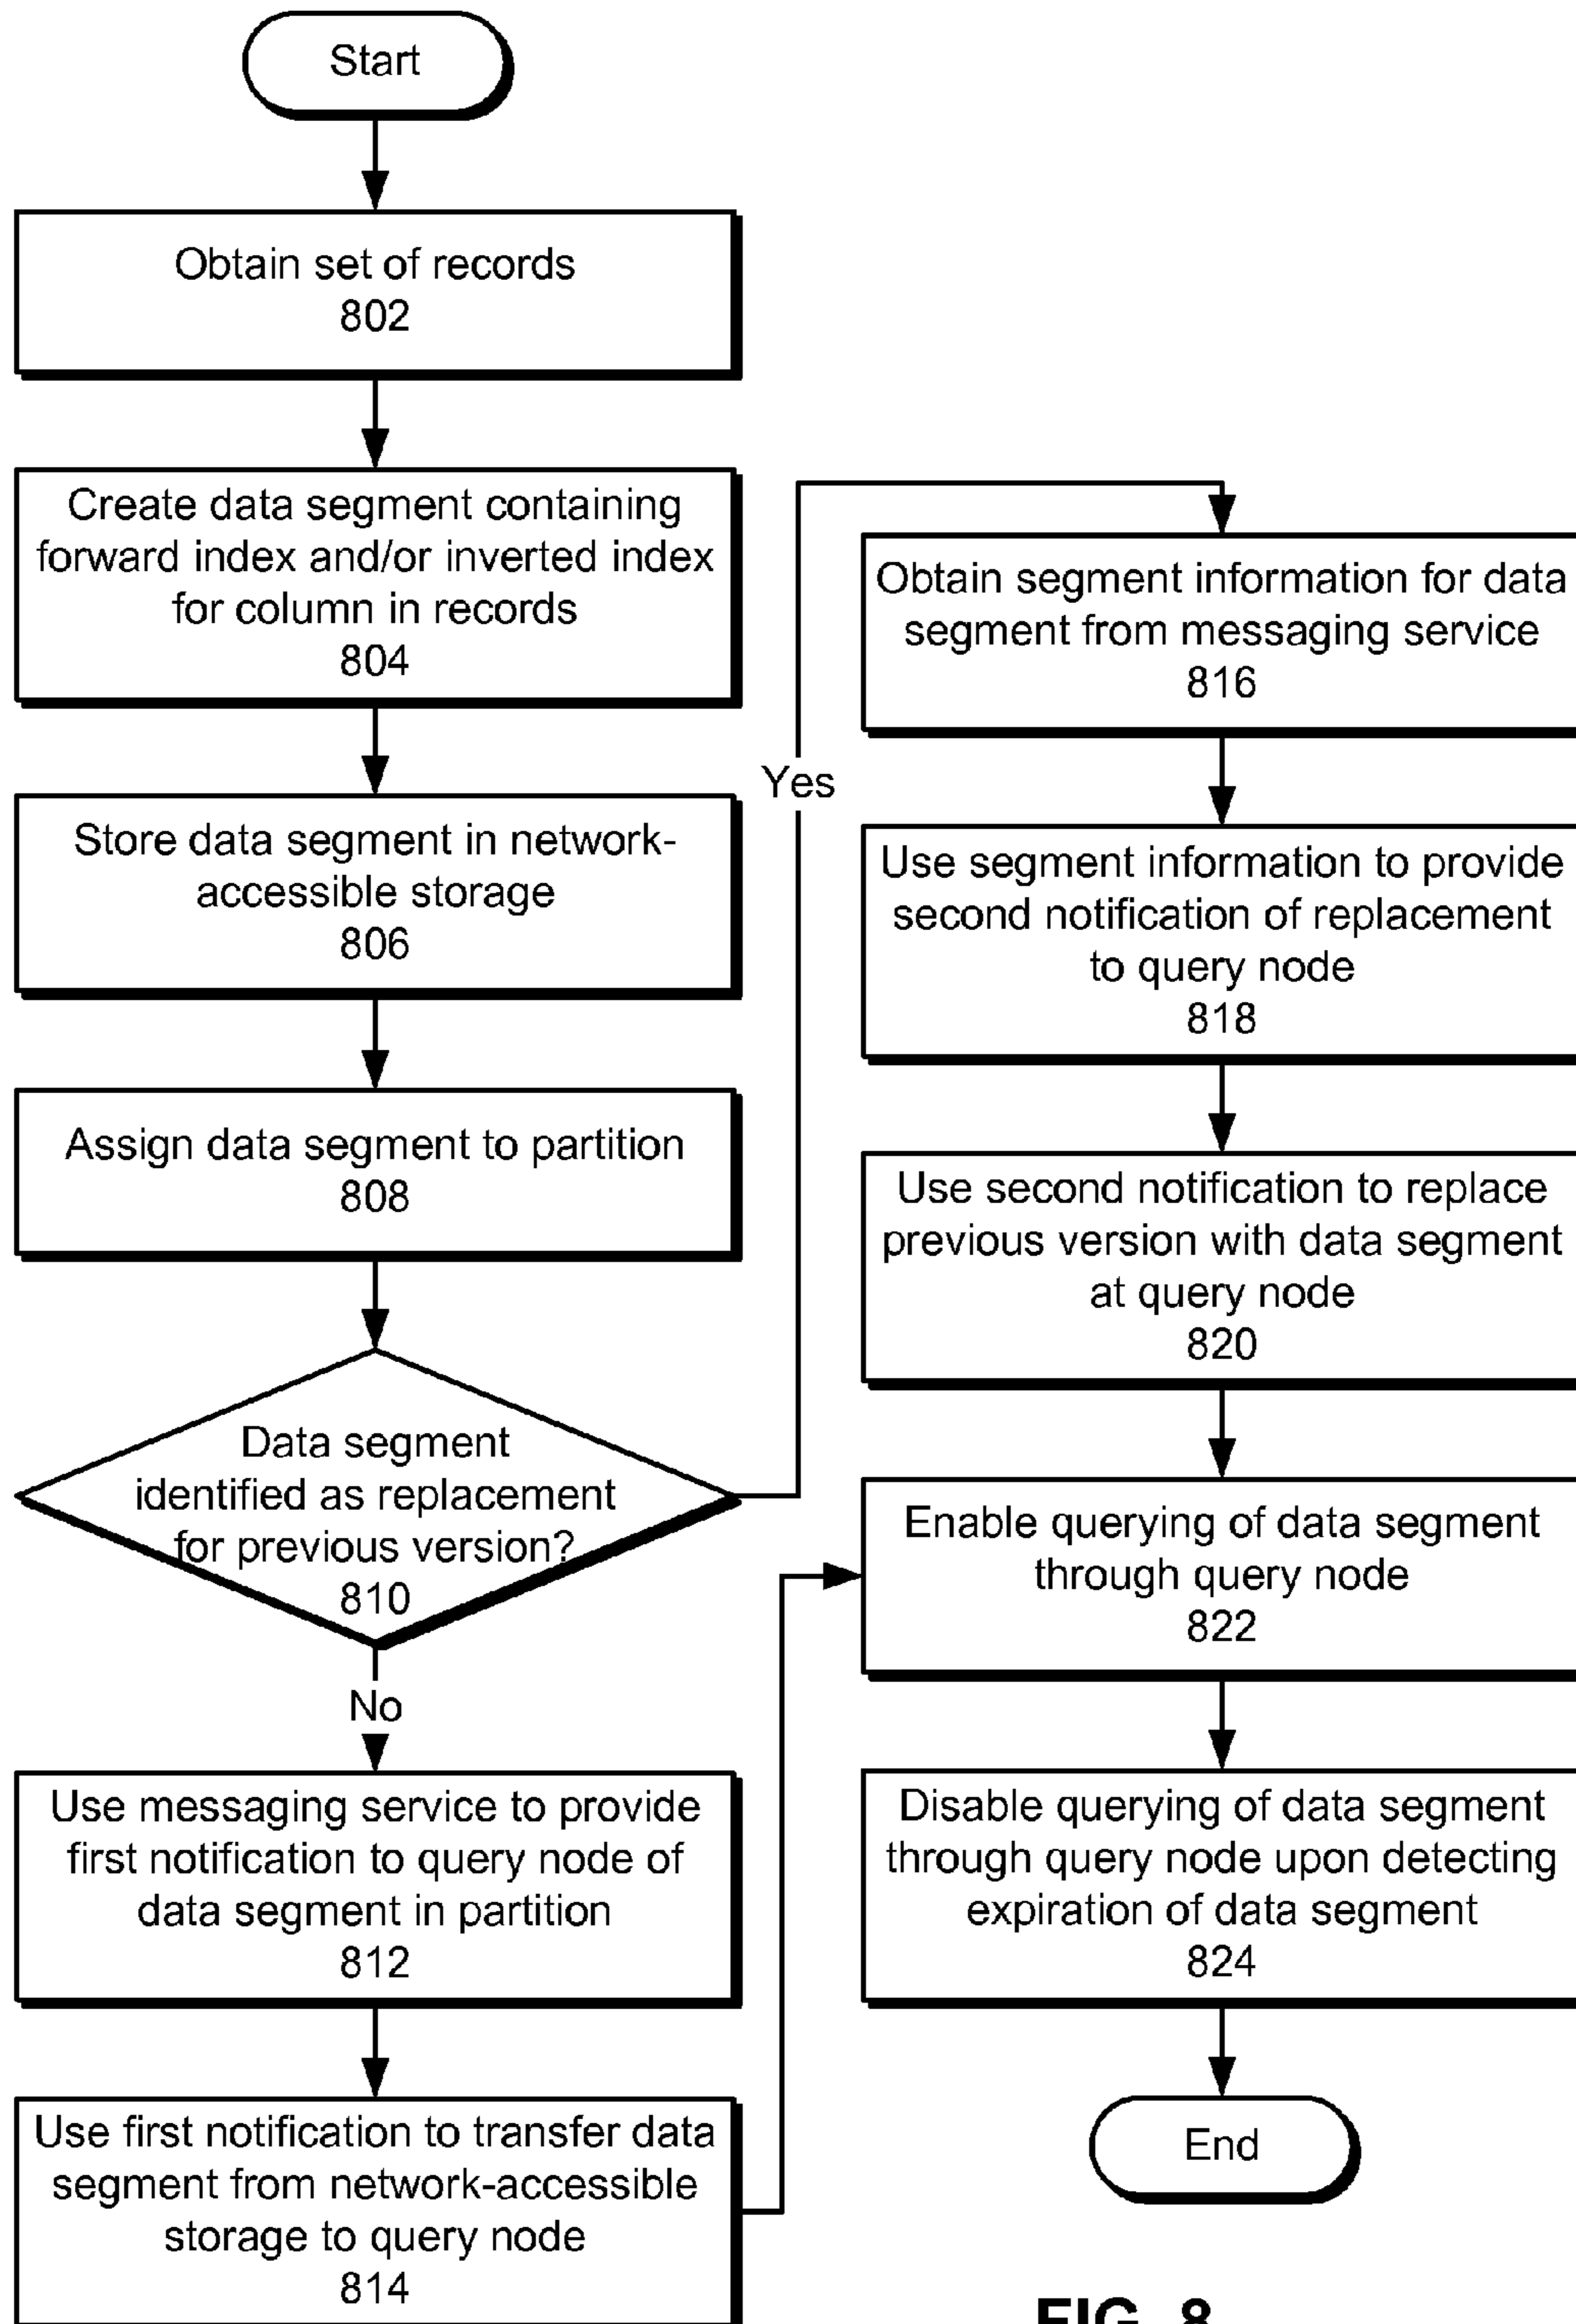 Start
Obtain set of records
802
Create data segment containing
forward index and/or inverted index
for column in records
804
Store data segment in network-
accessible storage
806
Assign data segment to partition
808
Data segment
identified as replacement
for previous version?
810
Yes
No
Use messaging service to provide
first notification to query node of
data segment in partition
812
Use first notification to transfer data
segment from network-accessible
storage to query node
814
Obtain segment information for data
segment from messaging service
816
Use segment information to provide
second notification of replacement
to query node
818
Use second notification to replace
previous version with data segment
at query node
820
Enable querying of data segment
through query node
822
Disable querying of data segment
through query node upon detecting
expiration of data segment
824
End
FIG. 8